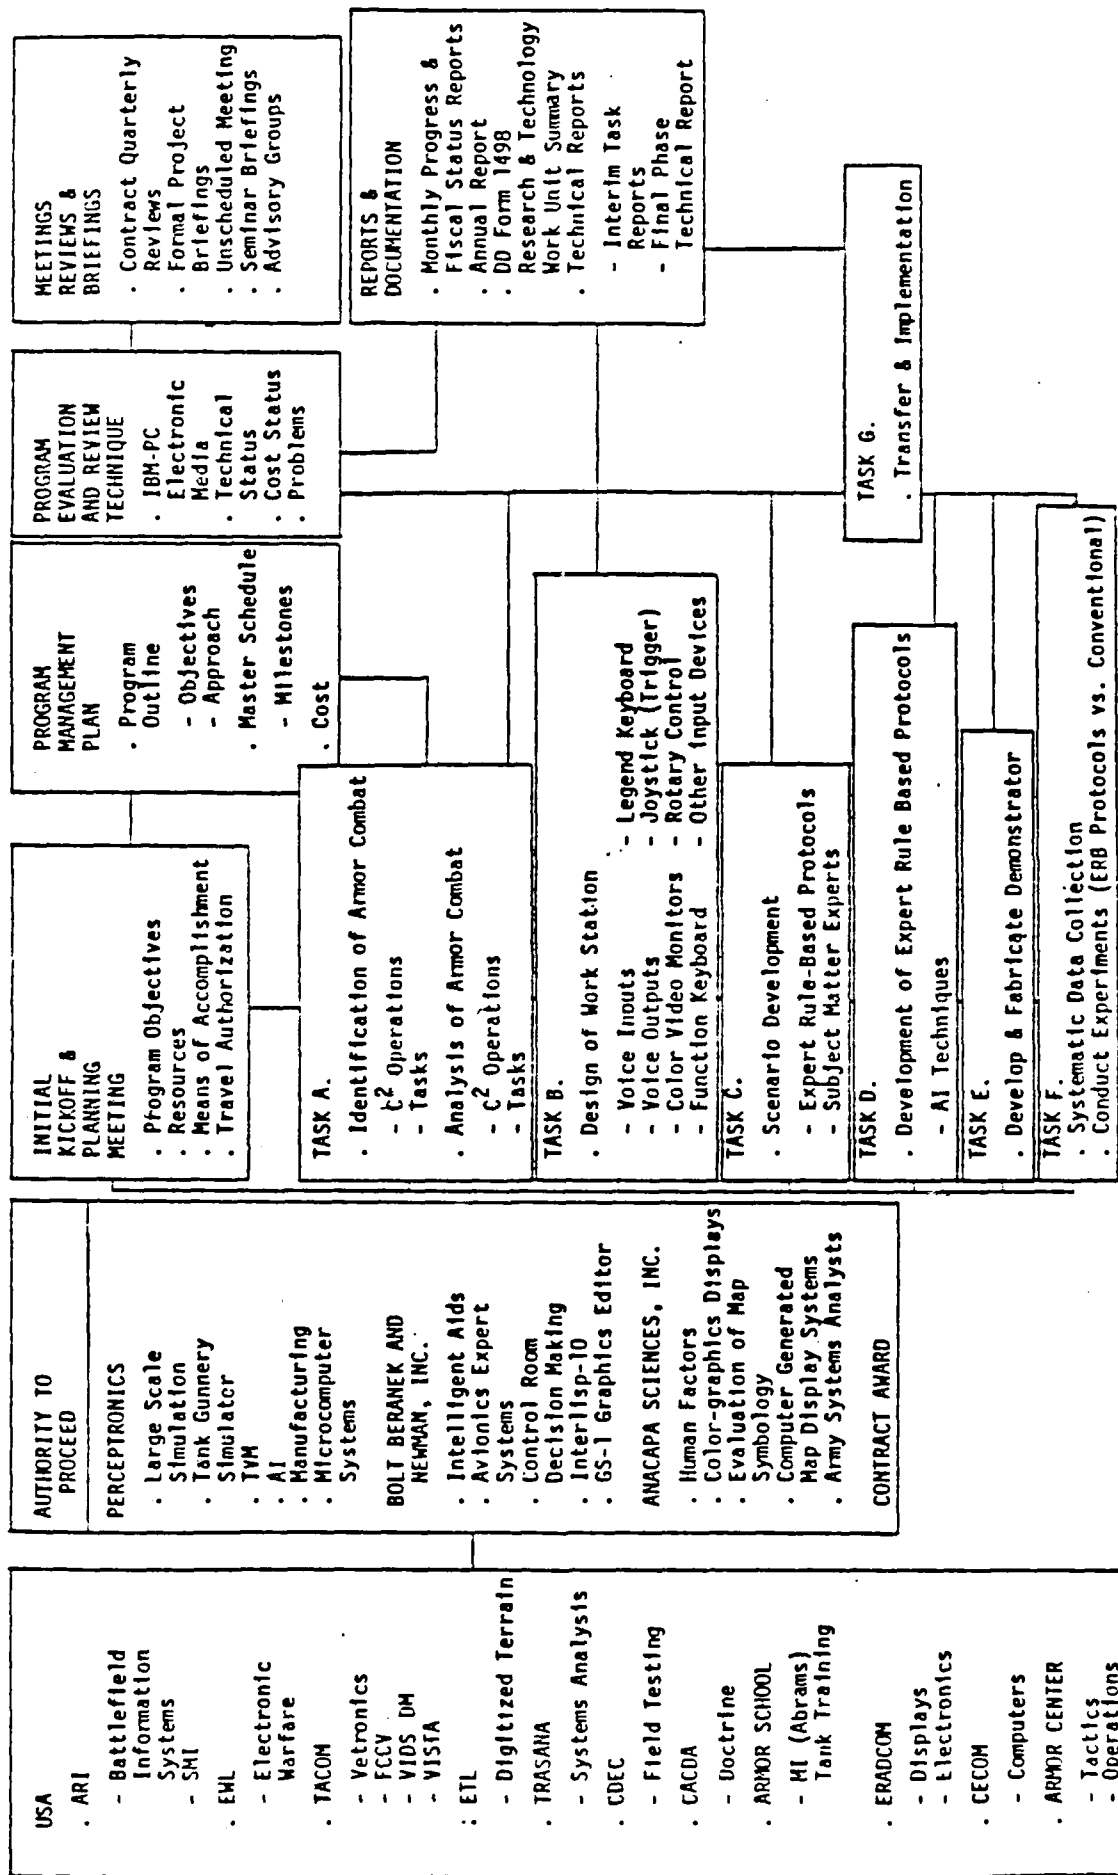 USA
. ARI
- Battlefield
Information
Systems
- SMI
. EWL
- Electronic
Warfare
. TACOM
- Vetronics
- FCCV
- VIDS DM
- VISTA
: ETL
- Digitized Terrain
. TRASANA
- Systems Analysis
. CDEC
- Field Testing
. CACDA
- Doctrine
. ARMOR SCHOOL
- MI (Abrams)
Tank Training
. ERADCOM
- Displays
- Electronics
. CECOM
- Computers
. ARMOR CENTER
- Tactics
- Operations
AUTHORITY TO
PROCEED
PERCEPTRONICS
. Large Scale
Simulation
. Tank Gunnery
Simulator
. TVM
. AI
. Manufacturing
. Microcomputer
Systems
BOLT BERANEK AND
NEWMAN, INC.
. Intelligent Aids
. Avionics Expert
Systems
. Control Room
Decision Making
. Interlisp-10
. GS-1 Graphics Editor
ANACAPA SCIENCES, INC.
. Human Factors
. Color-graphics Displays
. Evaluation of Map
Symbology
. Computer Generated
Map Display Systems
. Army Systems Analysts
CONTRACT AWARD
INITIAL
KICKOFF &
PLANNING
MEETING
. Program Objectives
. Resources
. Means of Accomplishment
. Travel Authorization
TASK A.
. Identification of Armor Combat
- C² Operations
- Tasks
. Analysis of Armor Combat
- C² Operations
- Tasks
TASK B.
. Design of Work Station
- Voice Inouts - Legend Keyboard
- Voice Outputs - Joystick (Trigger)
- Color Video Monitors - Rotary Control
- Function Keyboard - Other Input Devices
TASK C.
. Scenario Development
- Expert Rule-Based Protocols
- Subject Matter Experts
TASK D.
. Development of Expert Rule Based Protocols
- AI Techniques
TASK E.
. Develop & Fabricate Demonstrator
TASK F.
. Systematic Data Collection
. Conduct Experiments (ERB Protocols vs. Conventional)
PROGRAM
MANAGEMENT
PLAN
. Program
Outline
- Objectives
- Approach
. Master Schedule
- Milestones
. Cost
PROGRAM
EVALUATION
AND REVIEW
TECHNIQUE
. IBM-PC
Electronic
Media
. Technical
Status
. Cost Status
. Problems
TASK G.
. Transfer & Implementation
MEETINGS
REVIEWS &
BRIEFINGS
. Contract Quarterly
Reviews
. Formal Project
Briefings
. Unscheduled Meeting
. Seminar Briefings
. Advisory Groups
REPORTS &
DOCUMENTATION
. Monthly Progress &
Fiscal Status Reports
. Annual Report
. DD Form 1498
. Research & Technology
Work Unit Summary
. Technical Reports
- Interim Task
Reports
- Final Phase
Technical Report